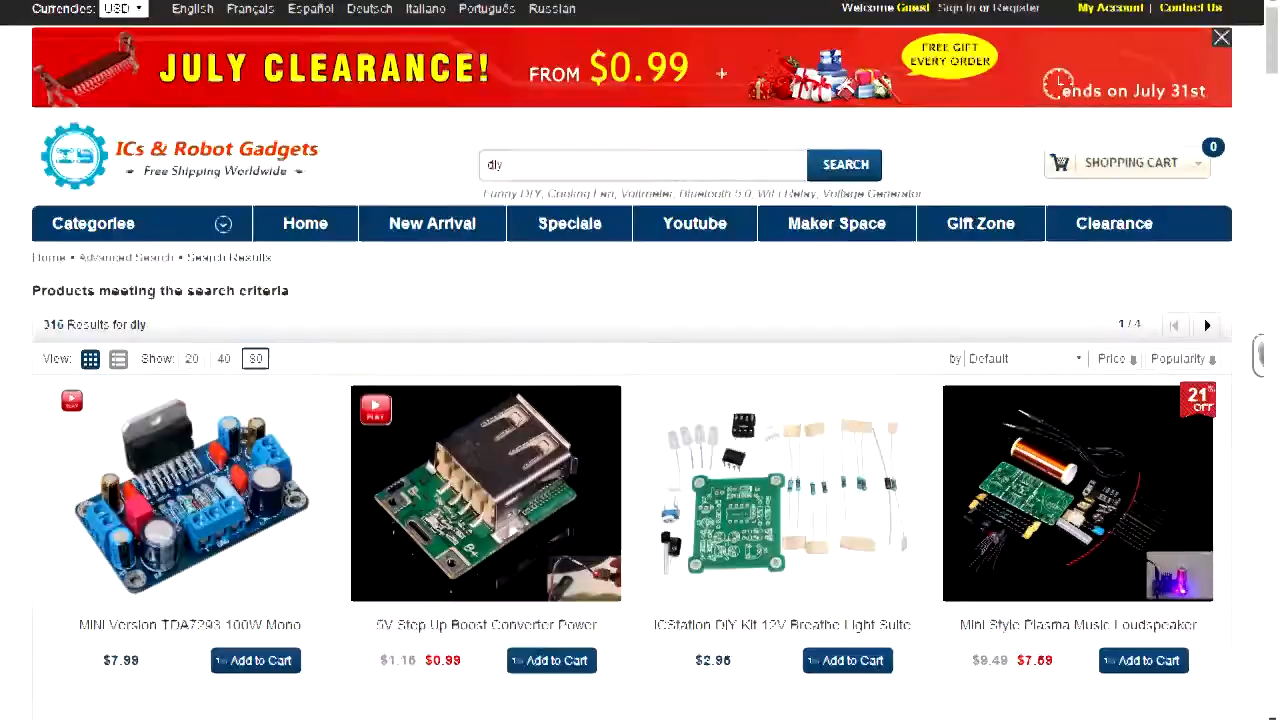 Currencies: USD English Français Español Deutsch Italiano Português Russian Welcome Guest Sign In or Register My Account | Contact Us
JULY CLEARANCE! FROM $0.99 + FREE GIFT EVERY ORDER ends on July 31st
ICs & Robot Gadgets
Free Shipping Worldwide
diy SEARCH SHOPPING CART 0
Funny DIY, Cooling Fan, Voltmeter, Bluetooth 5.0, WiFi Relay, Voltage Generator
Categories Home New Arrival Specials Youtube Maker Space Gift Zone Clearance
Home • Advanced Search • Search Results
Products meeting the search criteria
316 Results for diy 1 / 4
View: Show: 20 40 80 by Default Price Popularity
PLAY PLAY 21% OFF
MINI Version TDA7293 100W Mono 5V Step Up Boost Converter Power ICStation DIY Kit 12V Breathe Light Suite Mini Style Plasma Music Loudspeaker
$7.99 Add to Cart $1.16 $0.99 Add to Cart $2.96 Add to Cart $9.49 $7.69 Add to Cart